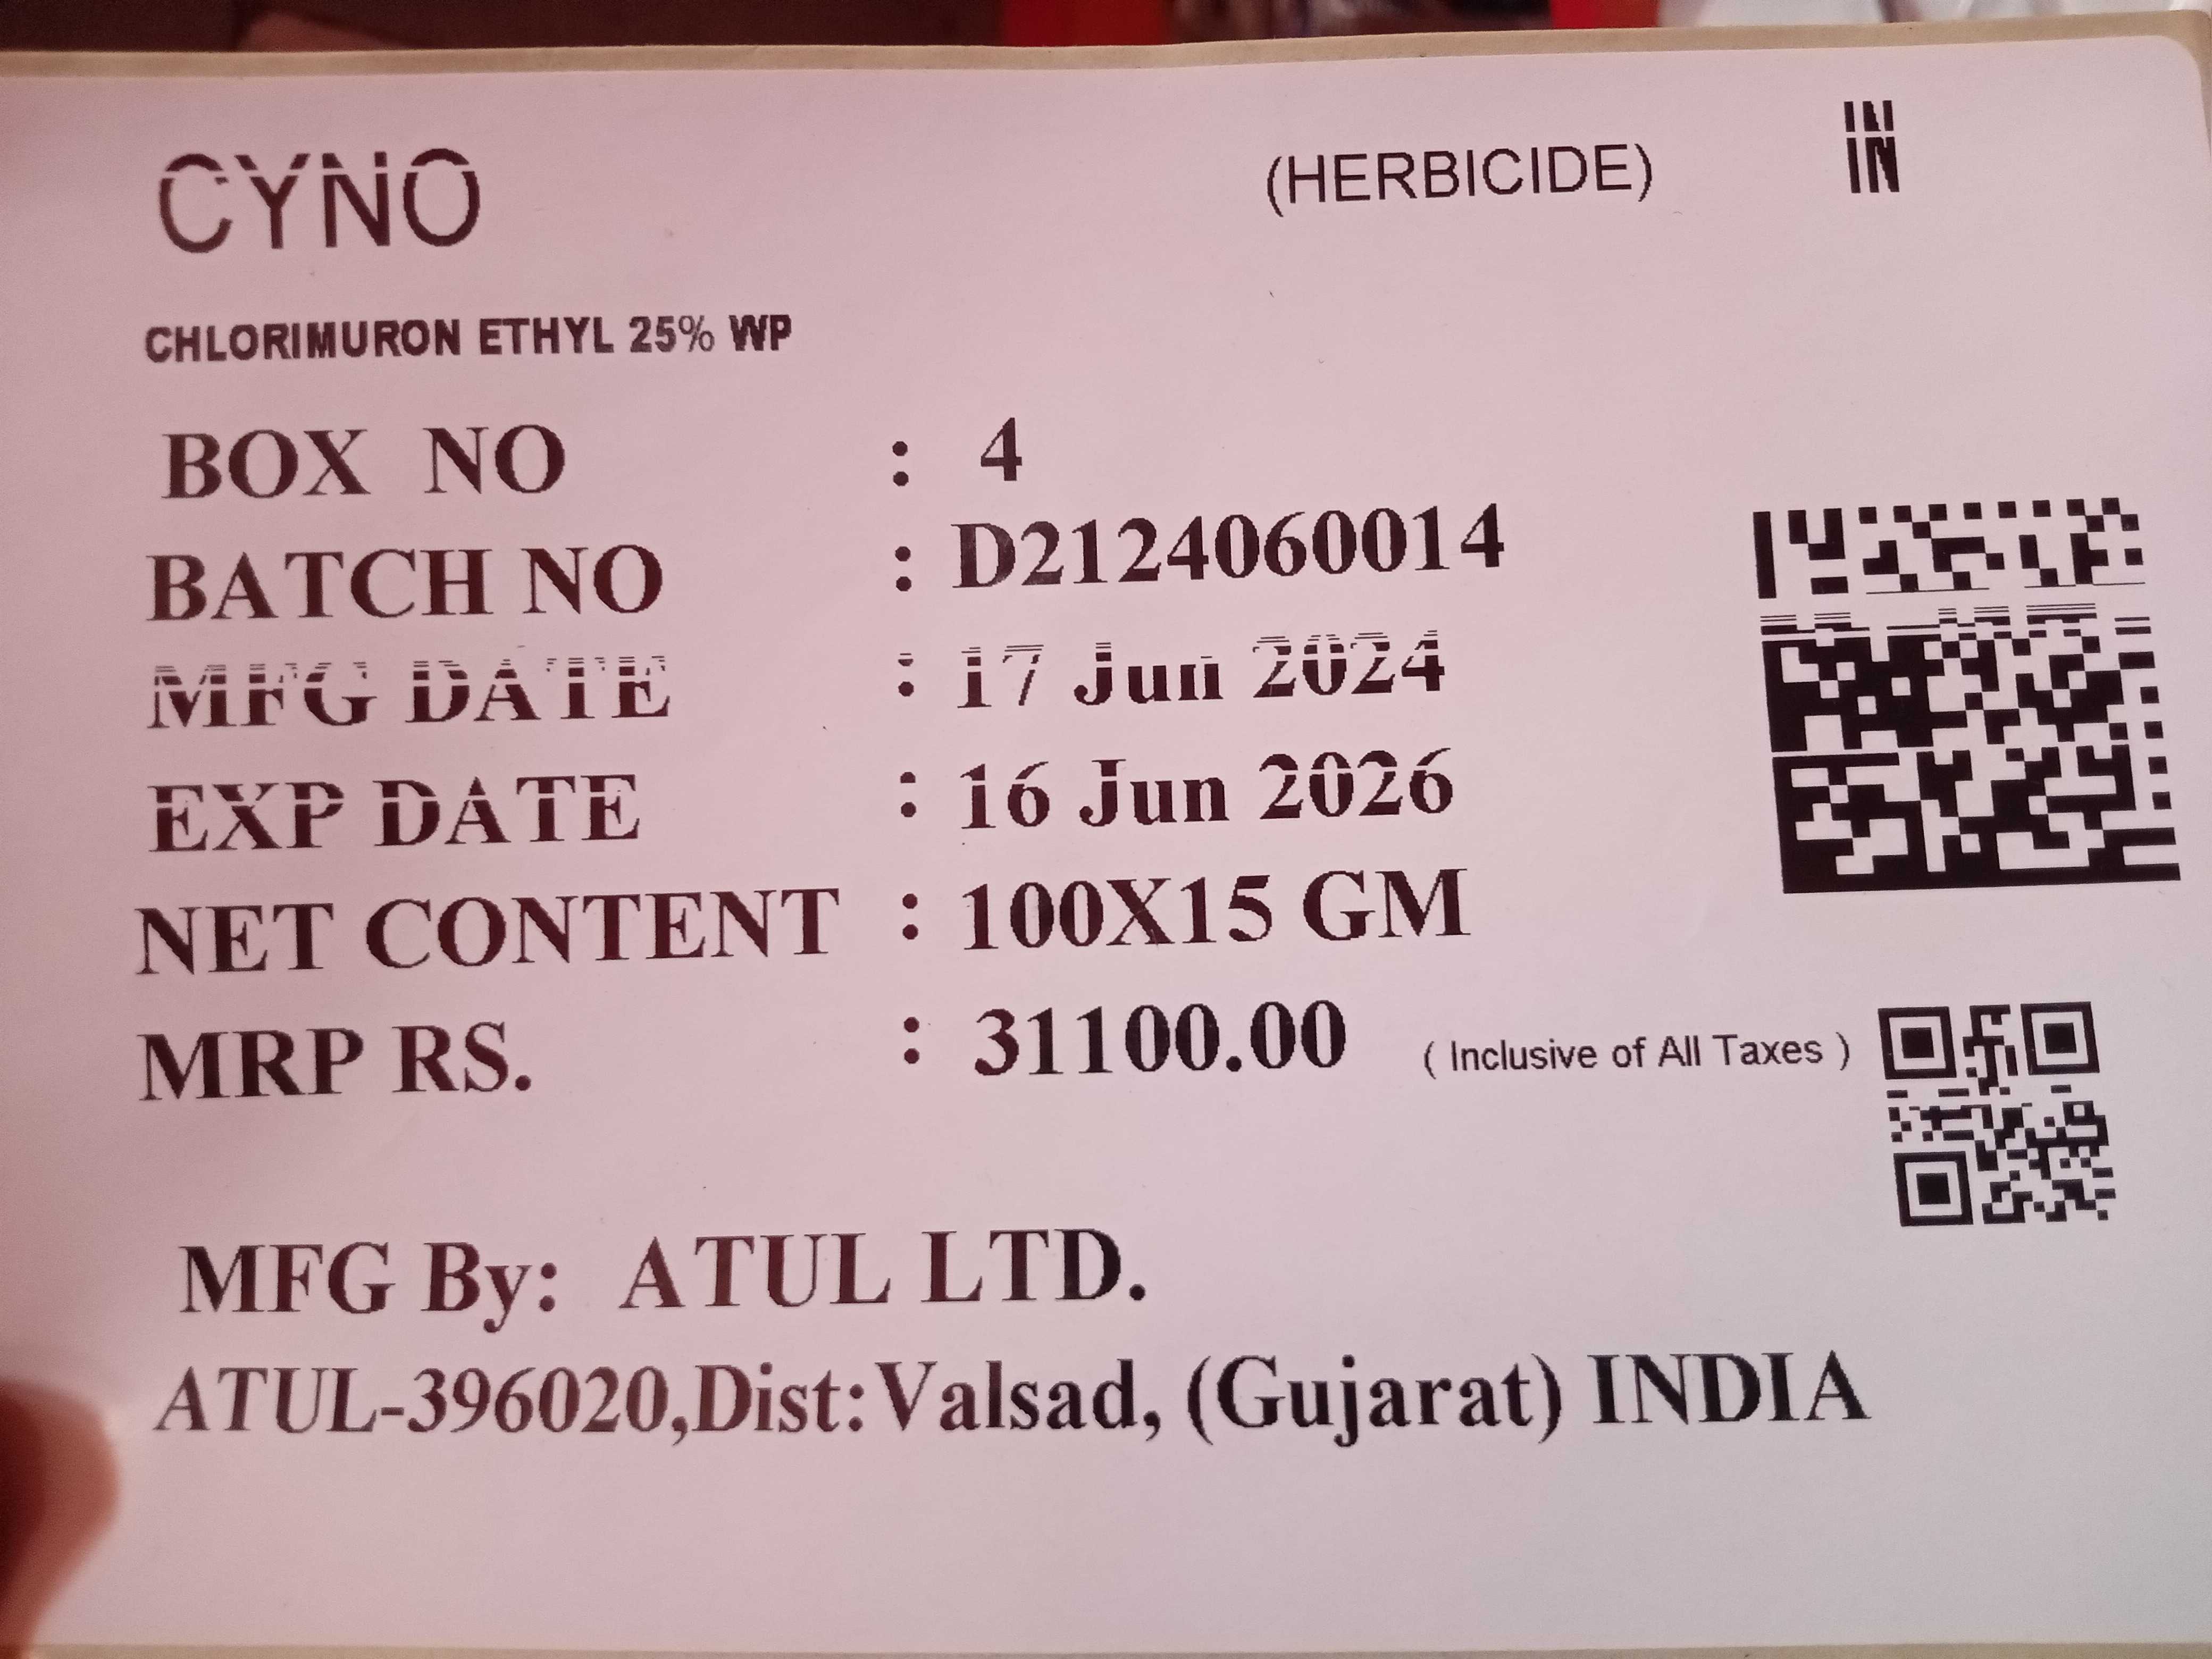 CYNO (HERBICIDE) IN
CHLORIMURON ETHYL 25% WP
BOX NO : 4
BATCH NO : D2124060014
MFG DATE : 17 Jun 2024
EXP DATE : 16 Jun 2026
NET CONTENT : 100X15 GM
MRP RS. : 31100.00 ( Inclusive of All Taxes )
MFG By: ATUL LTD.
ATUL-396020,Dist:Valsad, (Gujarat) INDIA